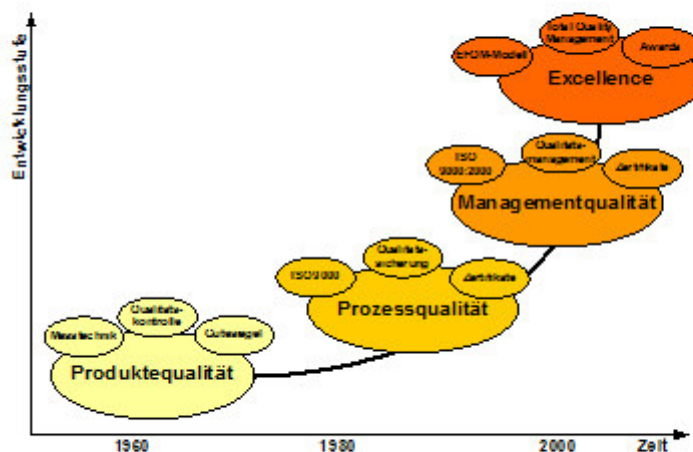 Entwicklungsstufe
Total Quality
Management
EFQM-Modell
Awards
Excellence
ISO
9000:2000
Qualitäts-
management
Zertifikate
Managementqualität
ISO 9000
Qualitäts-
sicherung
Zertifikate
Prozessqualität
Messtechnik
Qualitäts-
kontrolle
Gütesiegel
Produktequalität
1960
1980
2000
Zeit